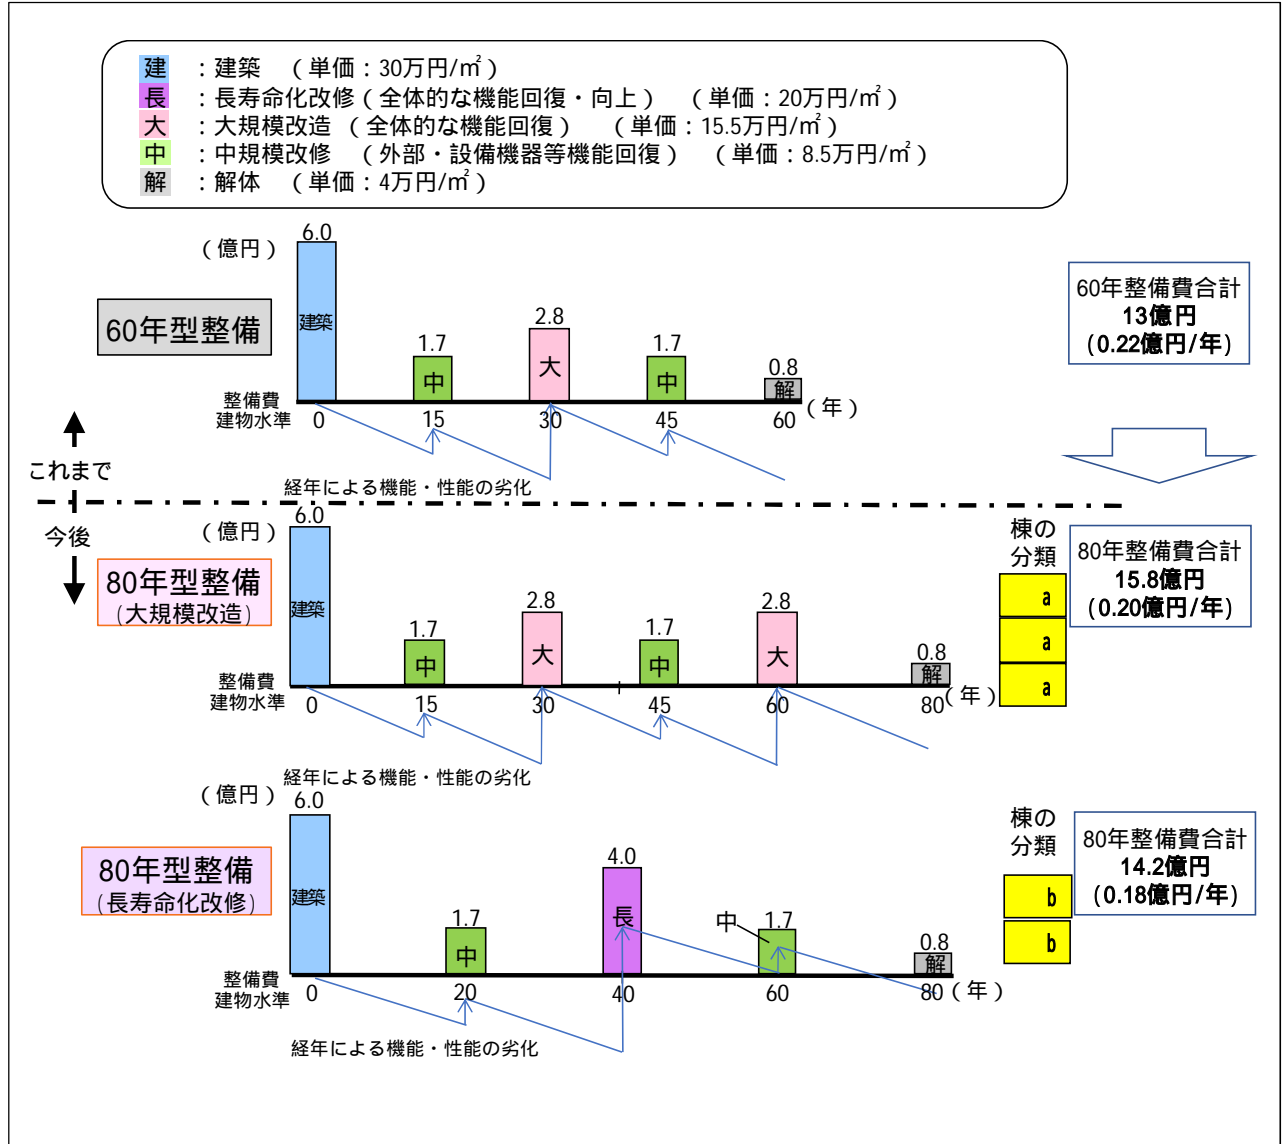 建 ：建築 （単価：30万円/㎡）
長 ：長寿命化改修（全体的な機能回復・向上） （単価：20万円/㎡）
大 ：大規模改造 （全体的な機能回復） （単価：15.5万円/㎡）
中 ：中規模改修 （外部・設備機器等機能回復） （単価：8.5万円/㎡）
解 ：解体 （単価：4万円/㎡）
（億円）
6.0
60年型整備
建築
1.7
中
2.8
大
1.7
中
0.8
解
整備費
建物水準
0
15
30
45
60
（年）
経年による機能・性能の劣化
60年整備費合計
13億円
（0.22億円/年）
これまで
今後
（億円）
6.0
80年型整備
（大規模改造）
建築
1.7
中
2.8
大
1.7
中
2.8
大
0.8
解
整備費
建物水準
0
15
30
45
60
80
（年）
経年による機能・性能の劣化
棟の
分類
a
a
a
80年整備費合計
15.8億円
（0.20億円/年）
（億円）
6.0
80年型整備
（長寿命化改修）
建築
1.7
中
4.0
長
中
1.7
0.8
解
整備費
建物水準
0
20
40
60
80
（年）
経年による機能・性能の劣化
棟の
分類
b
b
80年整備費合計
14.2億円
（0.18億円/年）